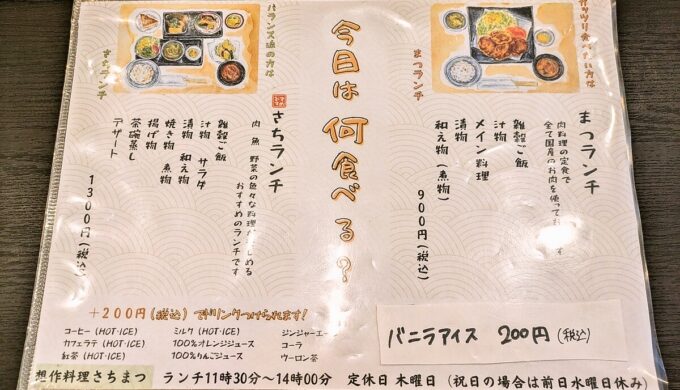 ガッツリ食べたい方は
まつランチ
まつランチ
肉料理の定食で
全て国産のお肉を使って
雑穀ご飯
汁物
メイン料理
漬物
和え物(煮物)
900円(税込)
今日は何食べる?
バランス派の方は
さちランチ
さちランチ
肉 魚 野菜の色々な料理が楽しめる
おすすめのランチです
雑穀ご飯
汁物 サラダ
漬物 和え物
焼き物 煮物
揚げ物
茶碗蒸し
デザート
1300円(税込)
+200円(税込)でドリンクつけられます!
コーヒー(HOT・ICE) ミルク(HOT・ICE) ジンジャーエー
カフェラテ(HOT・ICE) 100%オレンジジュース コーラ
紅茶(HOT・ICE) 100%りんごジュース ウーロン茶
バニラアイス 200円(税込)
想作料理さちまつ ランチ11時30分～14時00分 定休日 木曜日 (祝日の場合は前日水曜日休み)